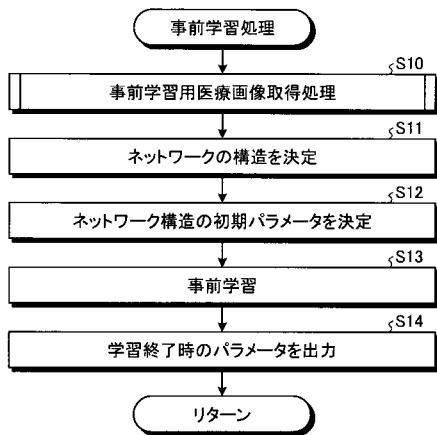 事前学習処理
S10
事前学習用医療画像取得処理
S11
ネットワークの構造を決定
S12
ネットワーク構造の初期パラメータを決定
S13
事前学習
S14
学習終了時のパラメータを出力
リターン